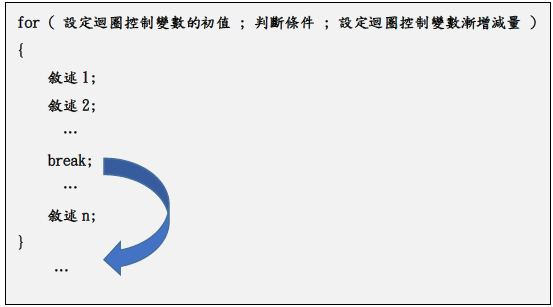 for ( 設定迴圈控制變數的初值 ; 判斷條件 ; 設定迴圈控制變數漸增減量 )
{
敘述 1;
敘述 2;
…
break;
…
敘述 n;
}
…